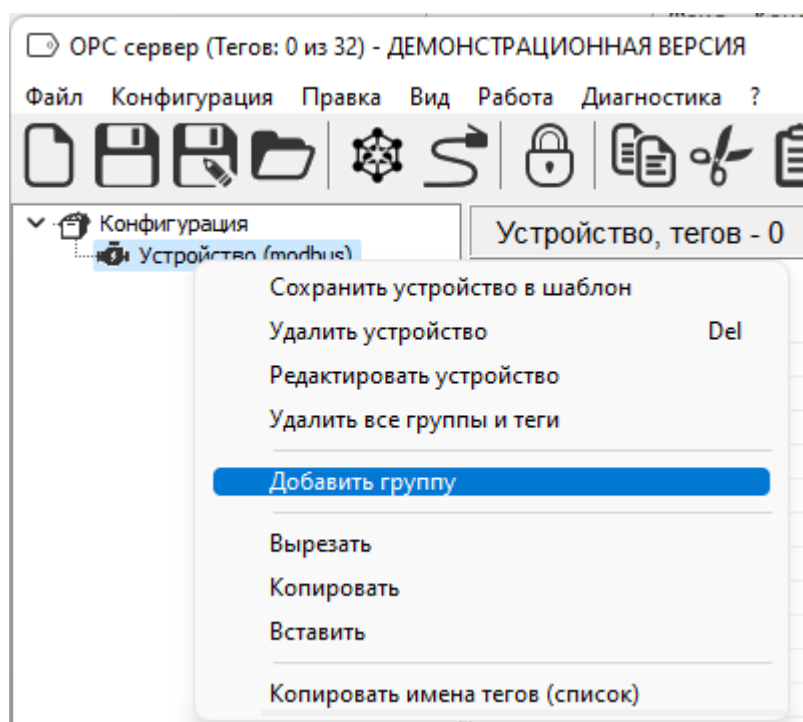 OPC сервер (Тегов: 0 из 32) - ДЕМОНСТРАЦИОННАЯ ВЕРСИЯ
Файл Конфигурация Правка Вид Работа Диагностика ?
Конфигурация
Устройство, тегов - 0
Устройство (modbus)
Сохранить устройство в шаблон
Удалить устройство Del
Редактировать устройство
Удалить все группы и теги
Добавить группу
Вырезать
Копировать
Вставить
Копировать имена тегов (список)